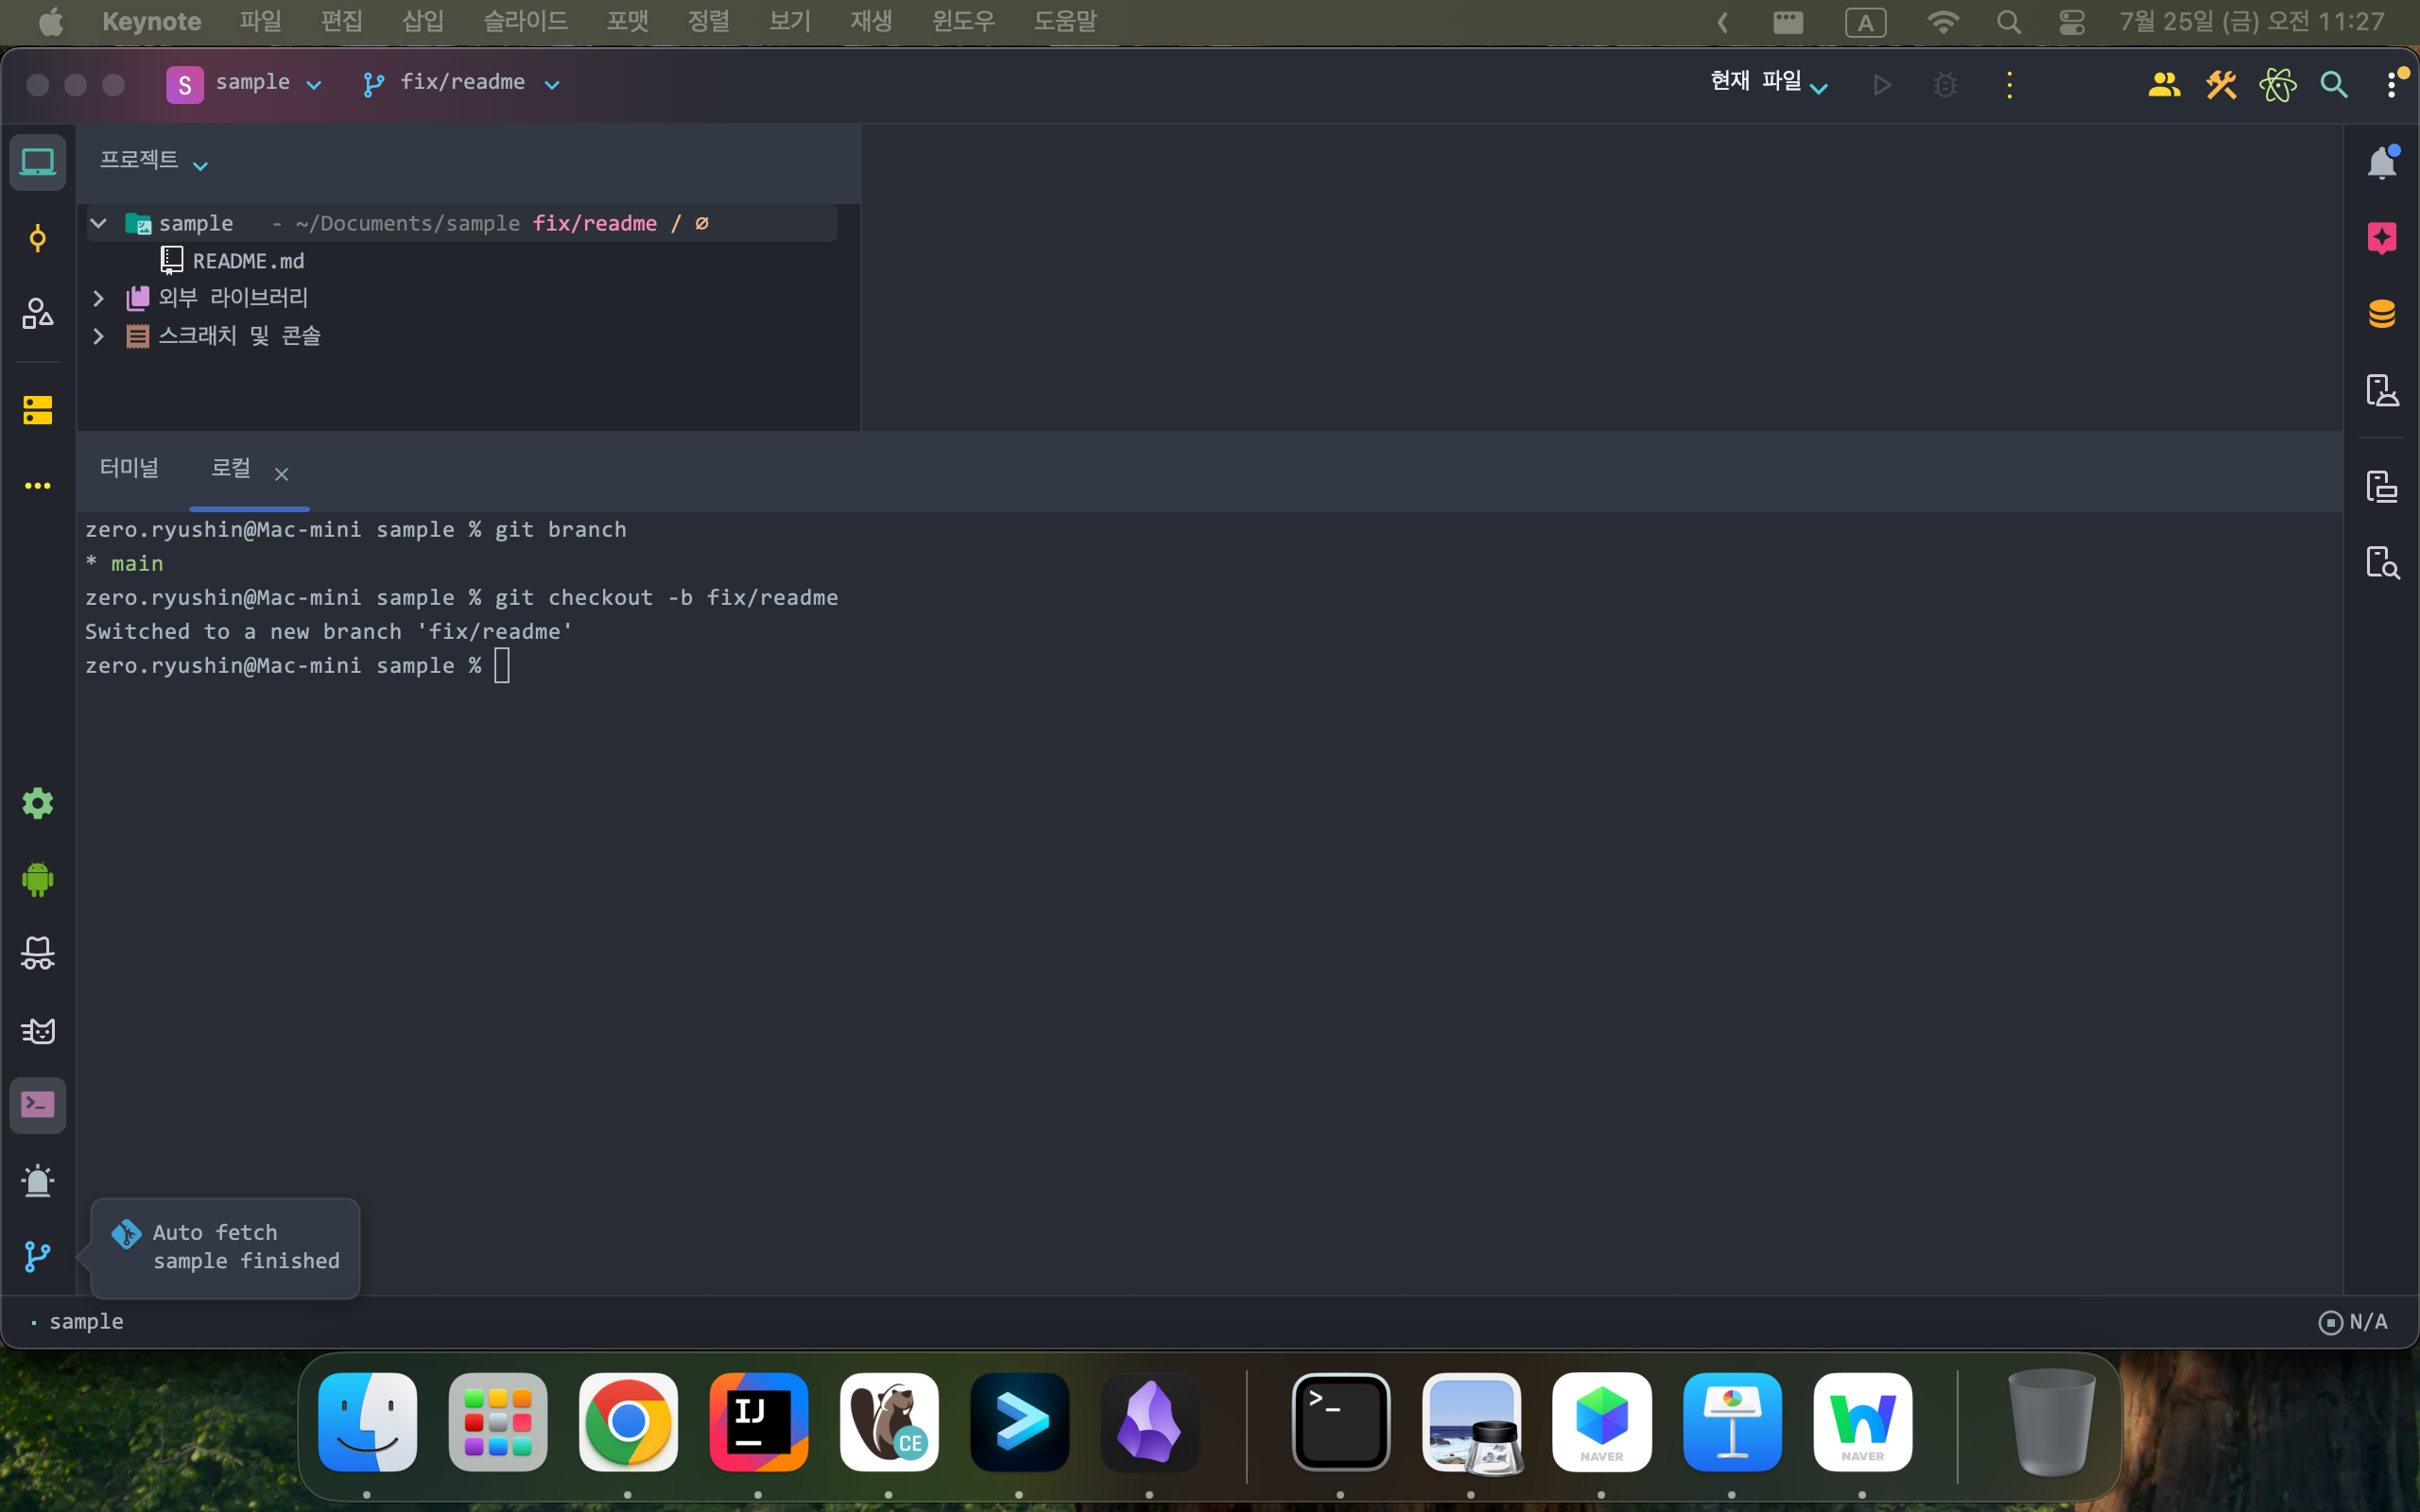 Keynote 파일 편집 삽입 슬라이드 포맷 정렬 보기 재생 윈도우 도움말 A 7월 25일 (금) 오전 11:27
S sample fix/readme 현재 파일
프로젝트
sample - ~/Documents/sample fix/readme / ∅
README.md
외부 라이브러리
스크래치 및 콘솔
터미널 로컬
zero.ryushin@Mac-mini sample % git branch
* main
zero.ryushin@Mac-mini sample % git checkout -b fix/readme
Switched to a new branch 'fix/readme'
zero.ryushin@Mac-mini sample %
Auto fetch
sample finished
sample N/A
IJ CE >_ NAVER NAVER